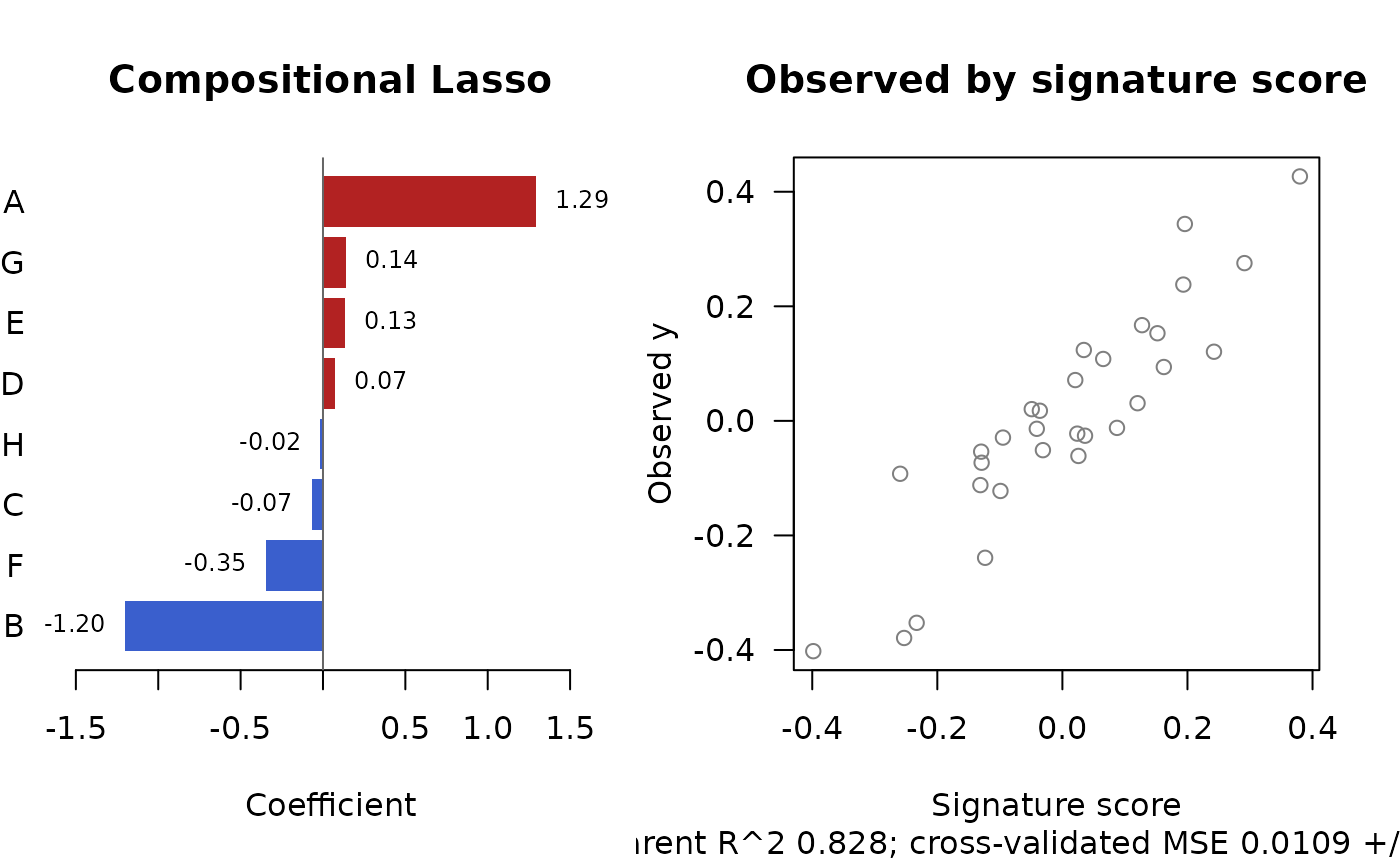 Compositional Lasso
A
1.29
G
0.14
E
0.13
D
0.07
H
-0.02
C
-0.07
F
-0.35
B
-1.20
-1.5 -0.5 0.5 1.0 1.5
Coefficient
Observed by signature score
Observed y
0.4
0.2
0.0
-0.2
-0.4
-0.4 -0.2 0.0 0.2 0.4
Signature score
R^2 0.828; cross-validated MSE 0.0109 +/